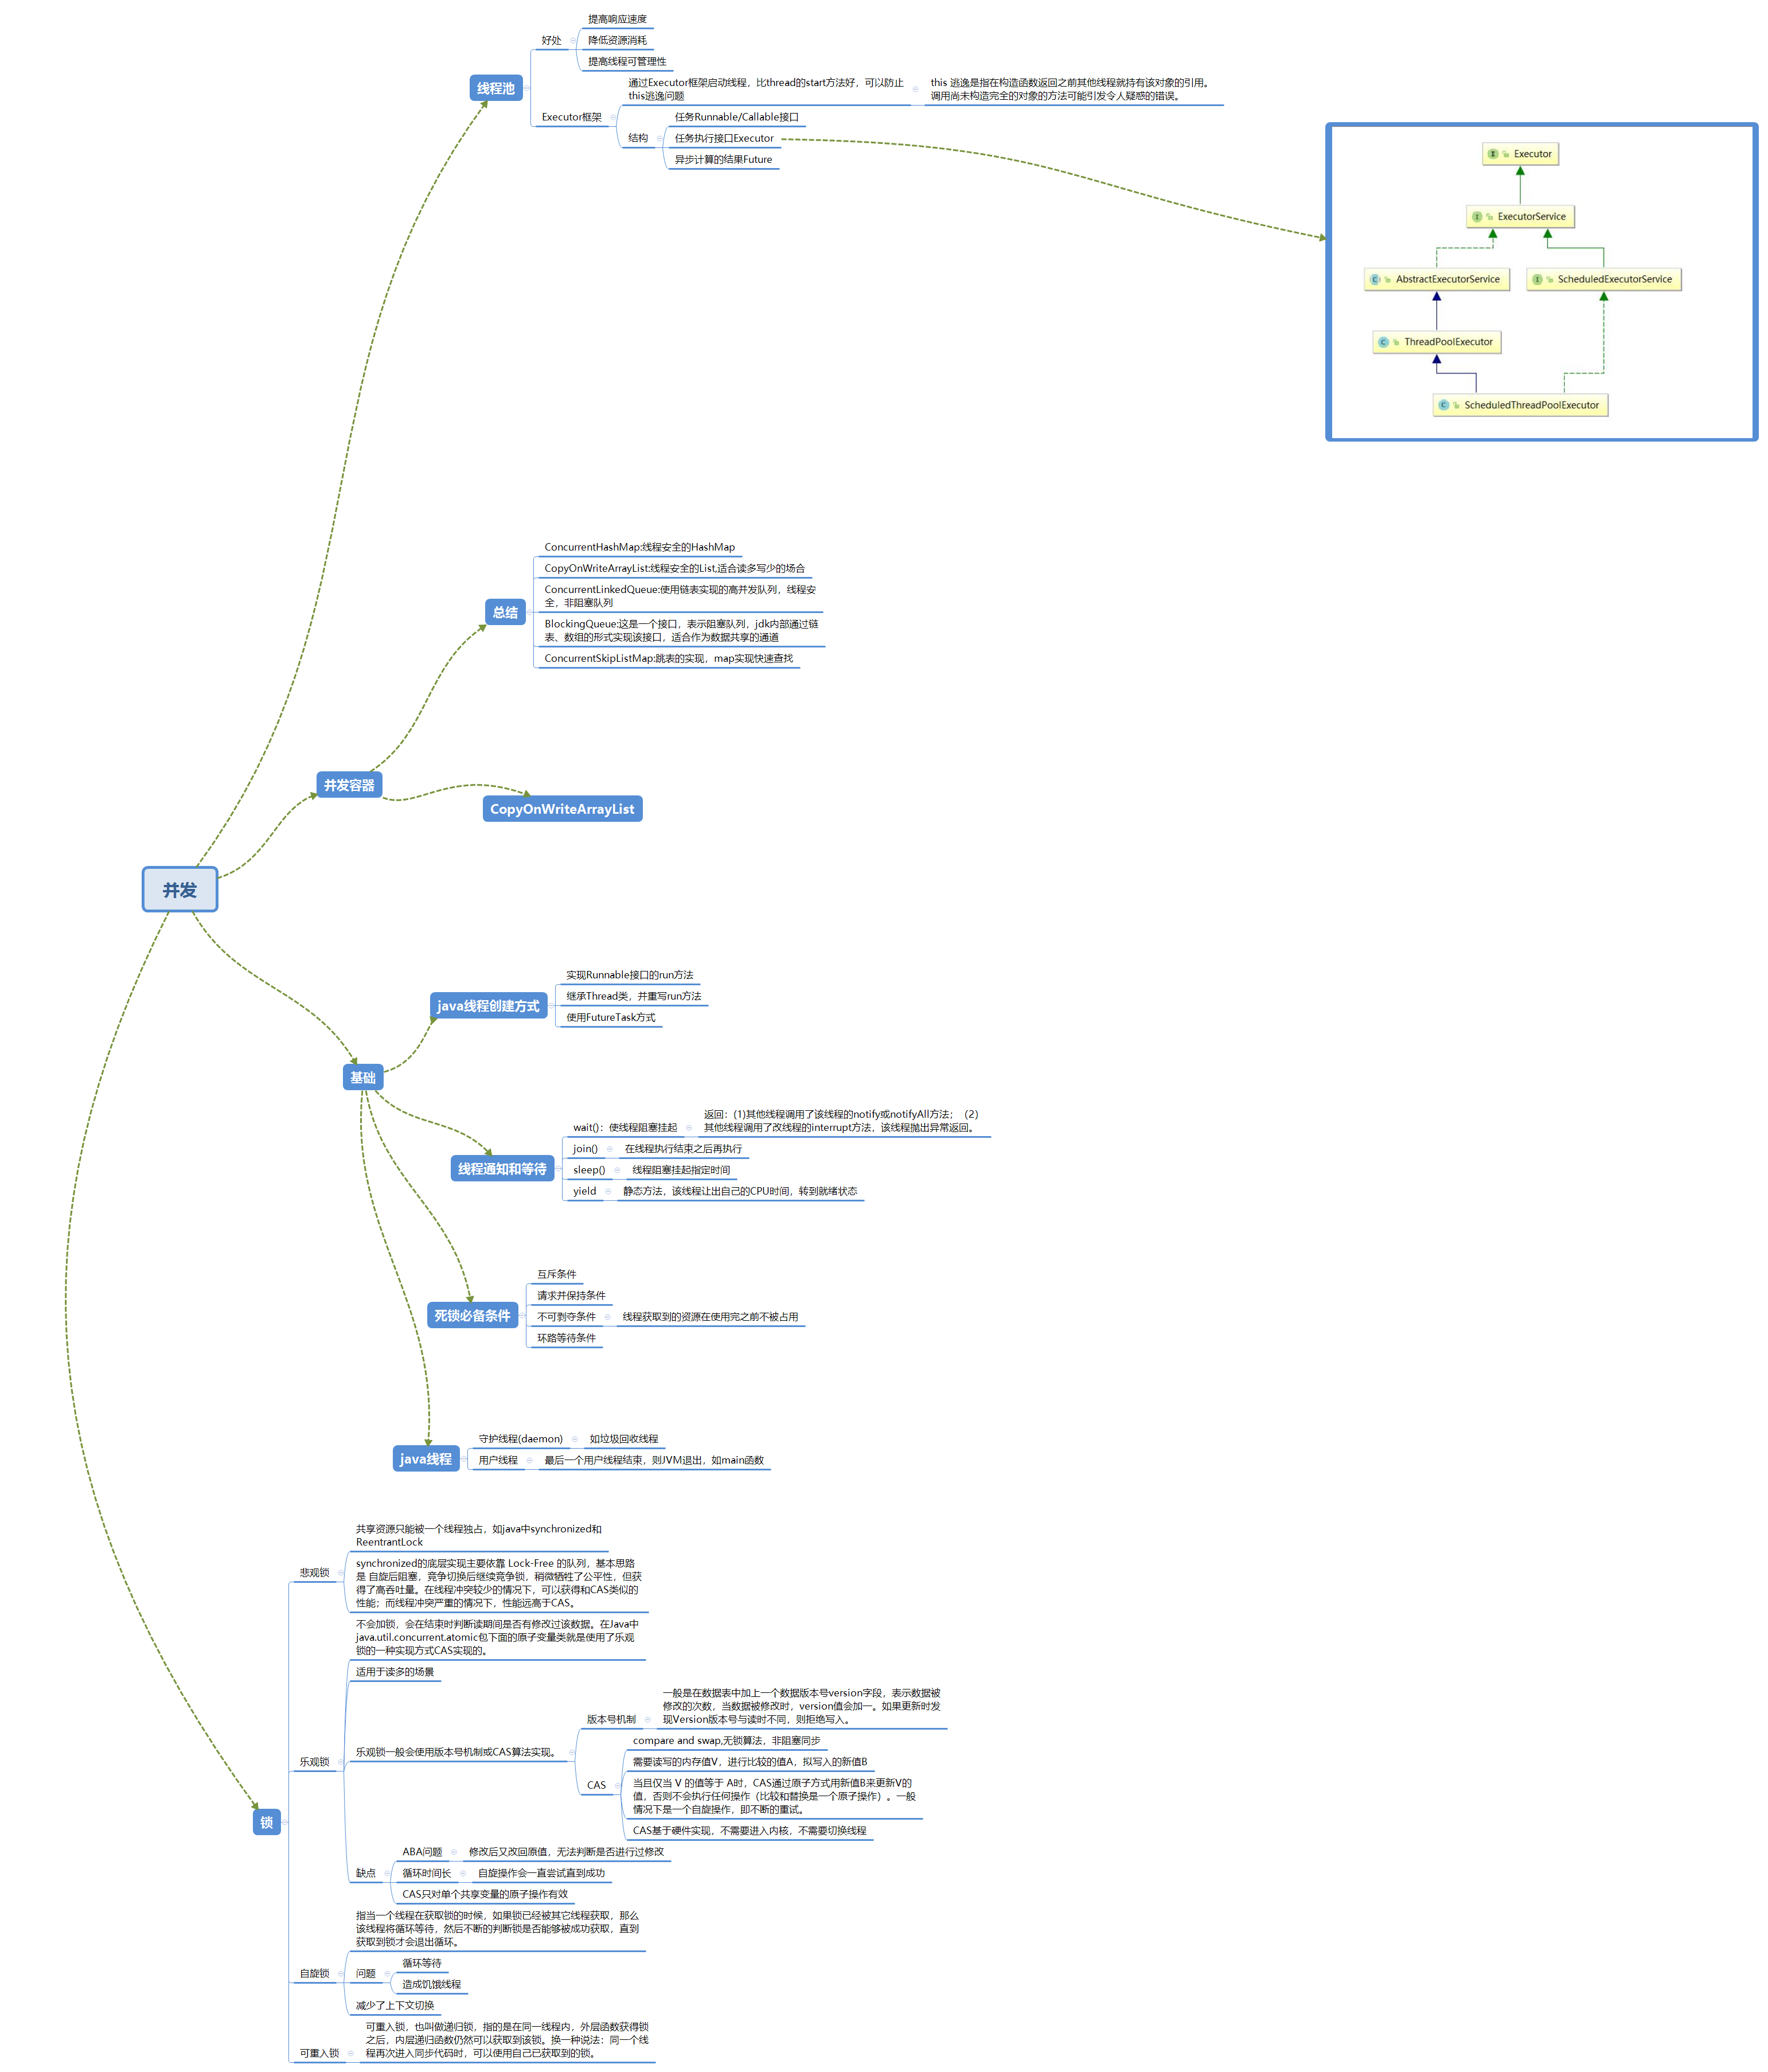 提高响应速度
好处
降低资源消耗
提高线程可管理性
线程池
通过Executor框架启动线程，比thread的start方法好，可以防止
this逃逸问题
this 逃逸是指在构造函数返回之前其他线程就持有该对象的引用。
调用尚未构造完全的对象的方法可能引发令人疑惑的错误。
Executor框架
任务Runnable/Callable接口
结构
任务执行接口Executor
异步计算的结果Future
Executor
ExecutorService
AbstractExecutorService
ScheduledExecutorService
ThreadPoolExecutor
ScheduledThreadPoolExecutor
ConcurrentHashMap:线程安全的HashMap
CopyOnWriteArrayList:线程安全的List,适合读多写少的场合
ConcurrentLinkedQueue:使用链表实现的高并发队列，线程安
全，非阻塞队列
总结
BlockingQueue:这是一个接口，表示阻塞队列，jdk内部通过链
表、数组的形式实现该接口，适合作为数据共享的通道
ConcurrentSkipListMap:跳表的实现，map实现快速查找
并发容器
CopyOnWriteArrayList
并发
实现Runnable接口的run方法
java线程创建方式
继承Thread类，并重写run方法
使用FutureTask方式
基础
wait()：使线程阻塞挂起
返回：(1)其他线程调用了该线程的notify或notifyAll方法；（2）
其他线程调用了改线程的interrupt方法，该线程抛出异常返回。
join()
在线程执行结束之后再执行
线程通知和等待
sleep()
线程阻塞挂起指定时间
yield
静态方法，该线程让出自己的CPU时间，转到就绪状态
互斥条件
请求并保持条件
死锁必备条件
不可剥夺条件
线程获取到的资源在使用完之前不被占用
环路等待条件
守护线程(daemon)
如垃圾回收线程
java线程
用户线程
最后一个用户线程结束，则JVM退出，如main函数
共享资源只能被一个线程独占，如java中synchronized和
ReentrantLock
悲观锁
synchronized的底层实现主要依靠 Lock-Free 的队列，基本思路
是 自旋后阻塞，竞争切换后继续竞争锁，稍微牺牲了公平性，但获
得了高吞吐量。在线程冲突较少的情况下，可以获得和CAS类似的
性能；而线程冲突严重的情况下，性能远高于CAS。
不会加锁，会在结束时判断读期间是否有修改过该数据。在Java中
java.util.concurrent.atomic包下面的原子变量类就是使用了乐观
锁的一种实现方式CAS实现的。
适用于读多的场景
乐观锁
乐观锁一般会使用版本号机制或CAS算法实现。
版本号机制
一般是在数据表中加上一个数据版本号version字段，表示数据被
修改的次数，当数据被修改时，version值会加一。如果更新时发
现Version版本号与读时不同，则拒绝写入。
CAS
compare and swap,无锁算法，非阻塞同步
需要读写的内存值V，进行比较的值A，拟写入的新值B
当且仅当 V 的值等于 A时，CAS通过原子方式用新值B来更新V的
值，否则不会执行任何操作（比较和替换是一个原子操作）。一般
情况下是一个自旋操作，即不断的重试。
CAS基于硬件实现，不需要进入内核，不需要切换线程
锁
缺点
ABA问题
修改后又改回原值，无法判断是否进行过修改
循环时间长
自旋操作会一直尝试直到成功
CAS只对单个共享变量的原子操作有效
指当一个线程在获取锁的时候，如果锁已经被其它线程获取，那么
该线程将循环等待，然后不断的判断锁是否能够被成功获取，直到
获取到锁才会退出循环。
自旋锁
问题
循环等待
造成饥饿线程
减少了上下文切换
可重入锁
可重入锁，也叫做递归锁，指的是在同一线程内，外层函数获得锁
之后，内层递归函数仍然可以获取到该锁。换一种说法：同一个线
程再次进入同步代码时，可以使用自己已获取到的锁。